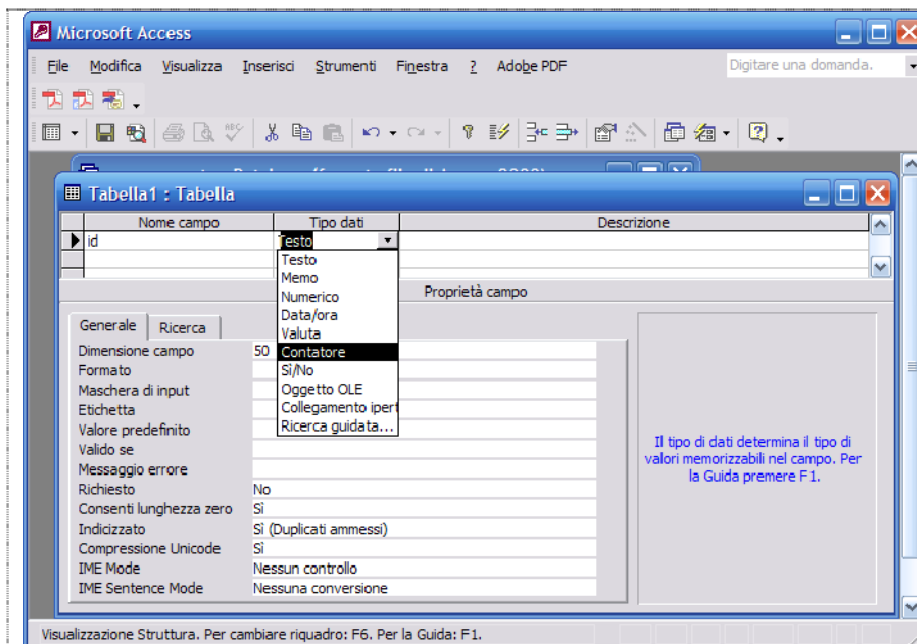 Microsoft Access
File Modifica Visualizza Inserisci Strumenti Finestra ? Adobe PDF Digitare una domanda.
Tabella1 : Tabella
Nome campo Tipo dati Descrizione
id Testo
Testo
Memo
Numerico
Data/ora
Valuta
Contatore
Sì/No
Oggetto OLE
Collegamento ipert
Ricerca guidata...
Proprietà campo
Generale Ricerca
Dimensione campo 50
Formato
Maschera di input
Etichetta
Valore predefinito
Valido se
Messaggio errore
Richiesto No
Consenti lunghezza zero Sì
Indicizzato Sì (Duplicati ammessi)
Compressione Unicode Sì
IME Mode Nessun controllo
IME Sentence Mode Nessuna conversione
Il tipo di dati determina il tipo di
valori memorizzabili nel campo. Per
la Guida premere F1.
Visualizzazione Struttura. Per cambiare riquadro: F6. Per la Guida: F1.